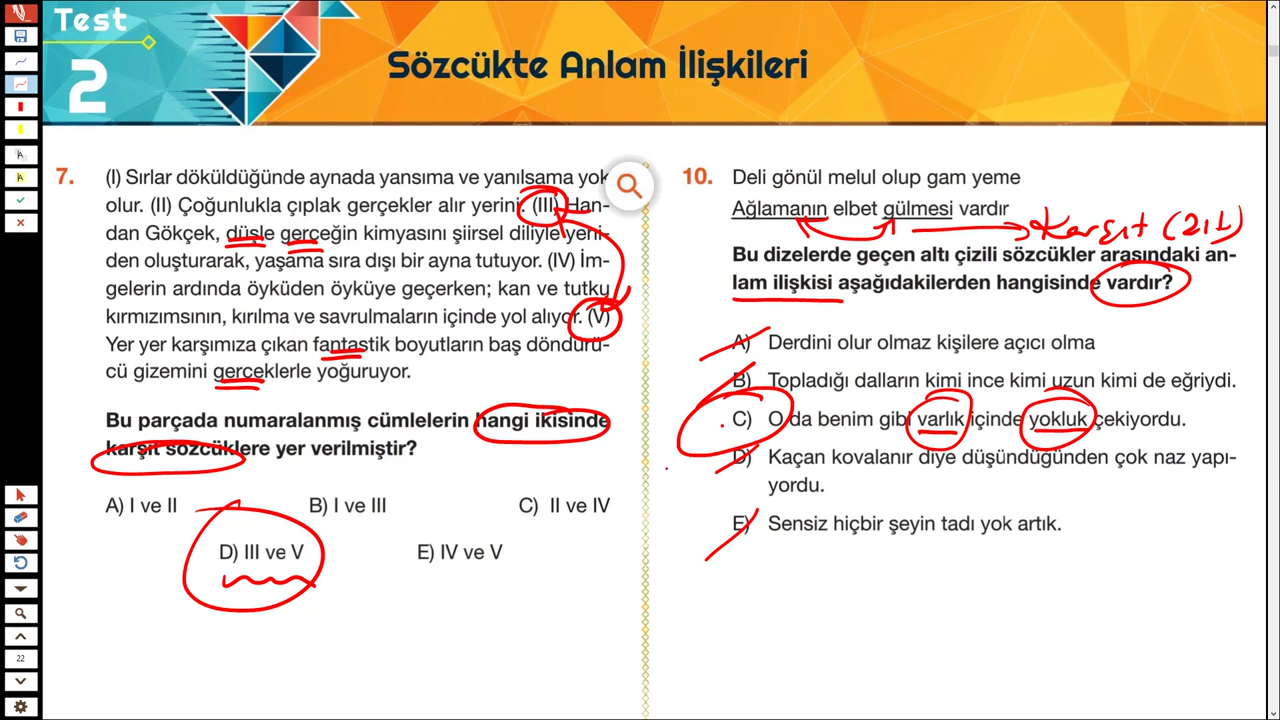 Test
2
Sözcükte Anlam İlişkileri
7. (I) Sırlar döküldüğünde aynada yansıma ve yanılsama yok
olur. (II) Çoğunlukla çıplak gerçekler alır yerini. (III) Han-
dan Gökçek, düşle gerçeğin kimyasını şiirsel diliyle yeni-
den oluşturarak, yaşama sıra dışı bir ayna tutuyor. (IV) İm-
gelerin ardında öyküden öyküye geçerken; kan ve tutku
kırmızımsının, kırılma ve savrulmaların içinde yol alıyor. (V)
Yer yer karşımıza çıkan fantastik boyutların baş döndürü-
cü gizemini gerçeklerle yoğuruyor.
Bu parçada numaralanmış cümlelerin hangi ikisinde
karşıt sözcüklere yer verilmiştir?
A) I ve II B) I ve III C) II ve IV
D) III ve V E) IV ve V
10. Deli gönül melul olup gam yeme
Ağlamanın elbet gülmesi vardır
Karşıt (zıt)
Bu dizelerde geçen altı çizili sözcükler arasındaki an-
lam ilişkisi aşağıdakilerden hangisinde vardır?
A) Derdini olur olmaz kişilere açıcı olma
B) Topladığı dalların kimi ince kimi uzun kimi de eğriydi.
C) O da benim gibi varlık içinde yokluk çekiyordu.
D) Kaçan kovalanır diye düşündüğünden çok naz yapı-
yordu.
E) Sensiz hiçbir şeyin tadı yok artık.
22